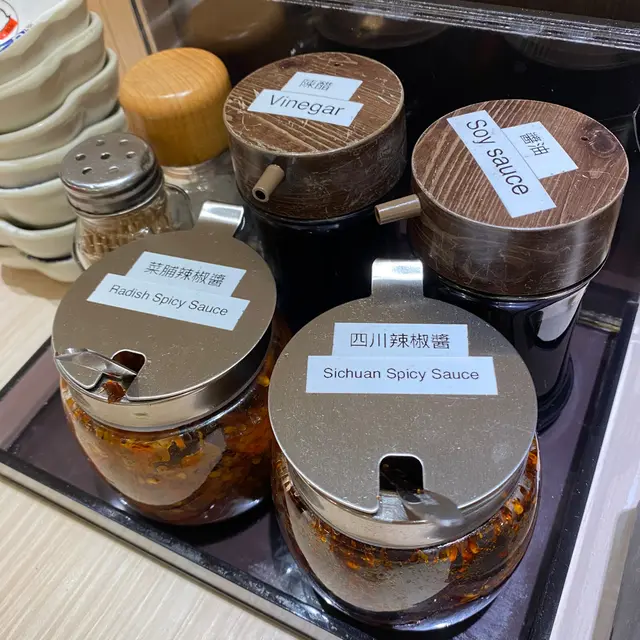 陳醋
Vinegar
醬油
Soy sauce
菜脯辣椒醬
Radish Spicy Sauce
四川辣椒醬
Sichuan Spicy Sauce